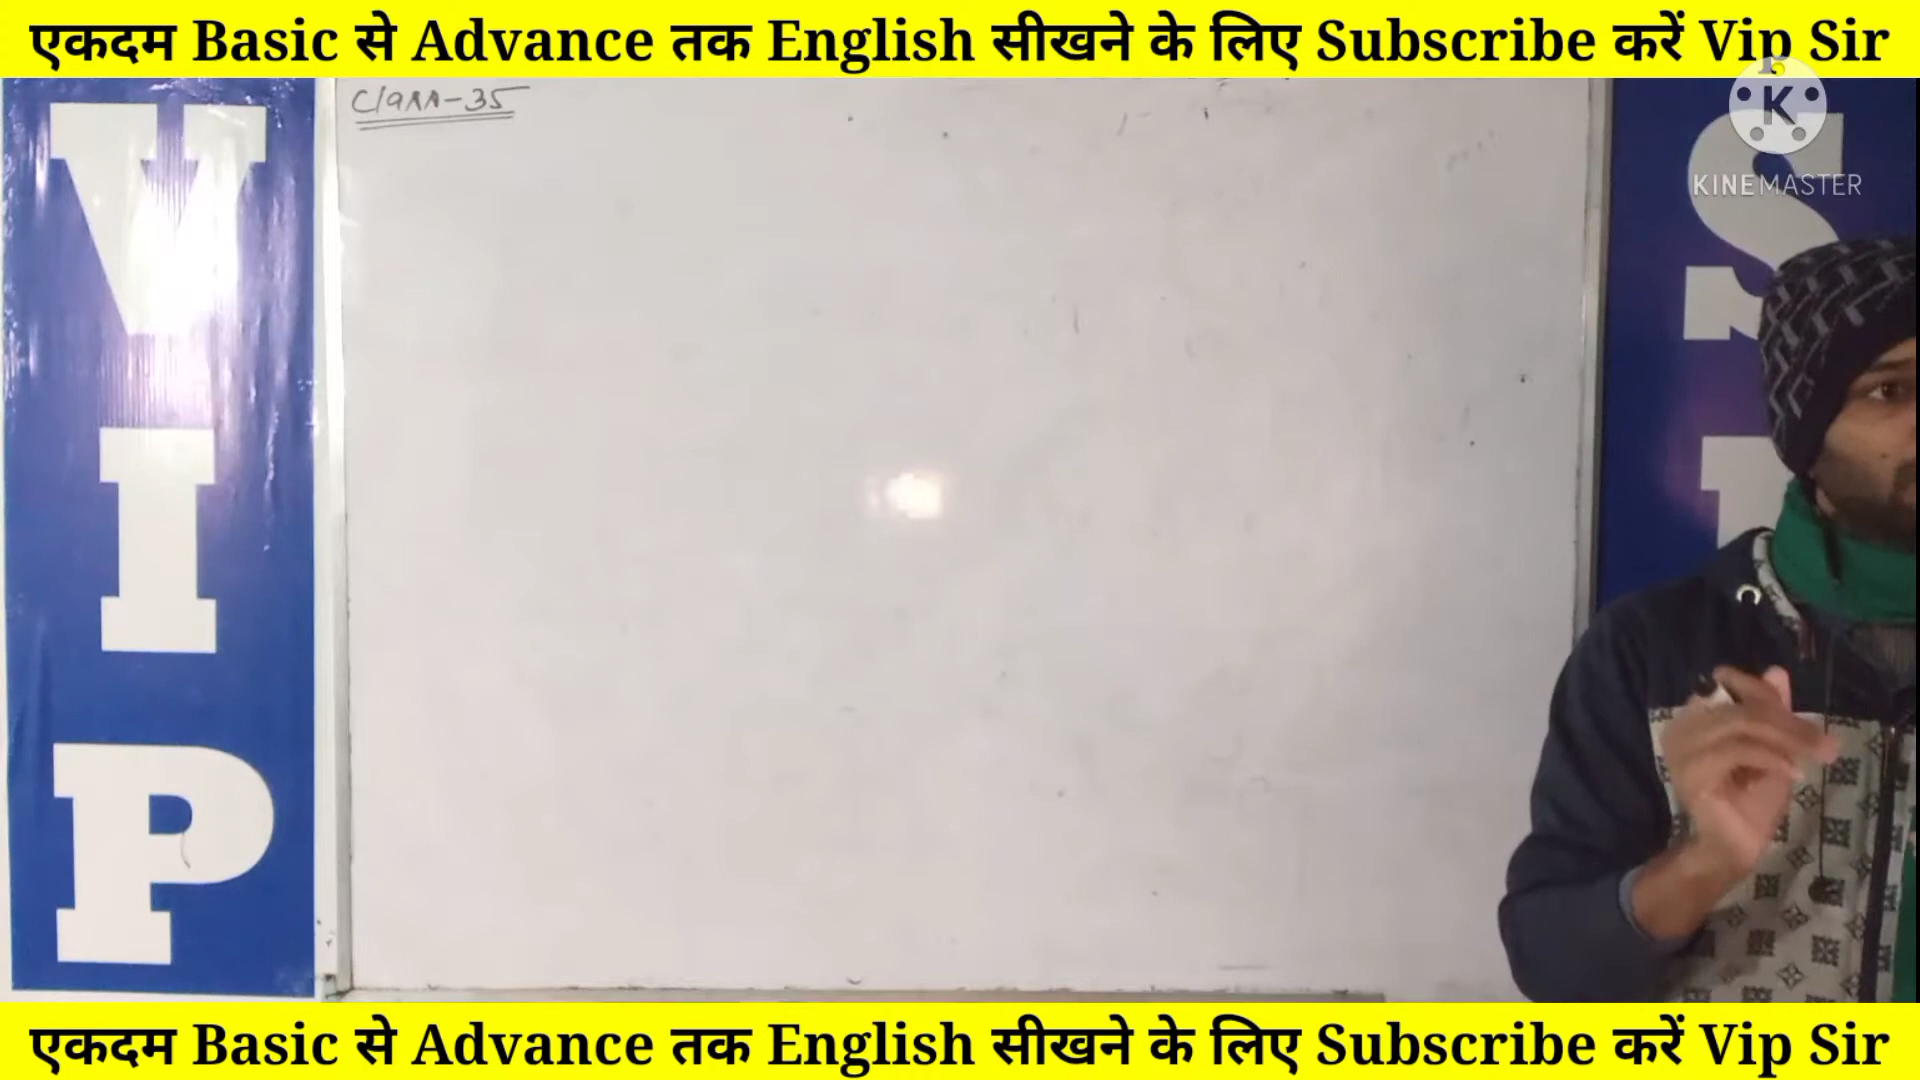 एकदम Basic से Advance तक English सीखने के लिए Subscribe करें Vip Sir
Class-35
KINEMASTER
VIP
S
एकदम Basic से Advance तक English सीखने के लिए Subscribe करें Vip Sir